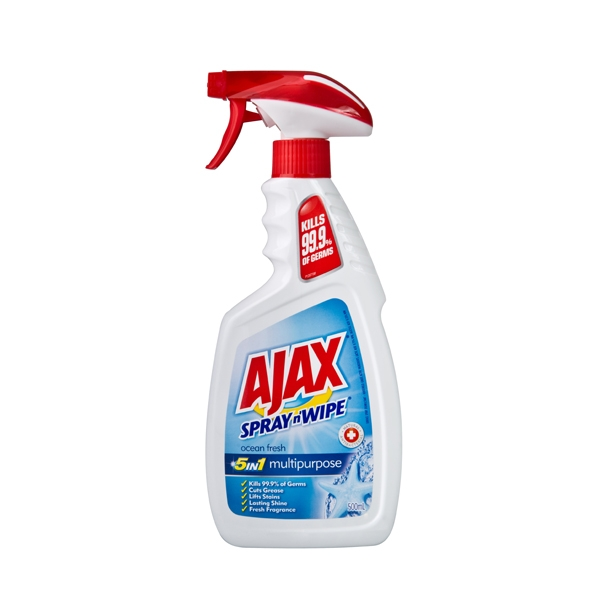 KILLS
99.9%
OF GERMS
AJAX
SPRAY n' WIPE
ocean fresh
5in1 multipurpose
✓ Kills 99.9% of Germs
✓ Cuts Grease
✓ Lifts Stains
✓ Lasting Shine
✓ Fresh Fragrance
500mL